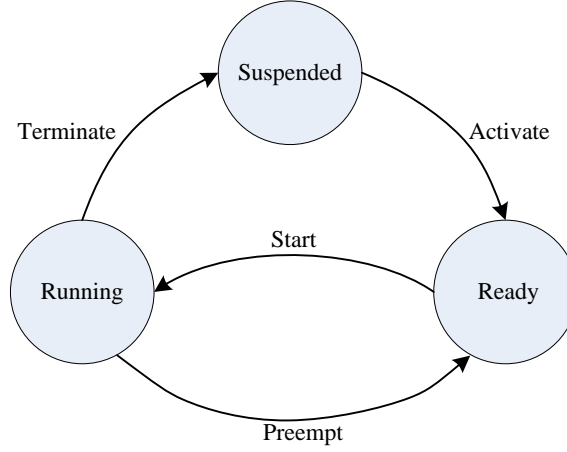 Suspended
Terminate
Activate
Start
Running
Ready
Preempt